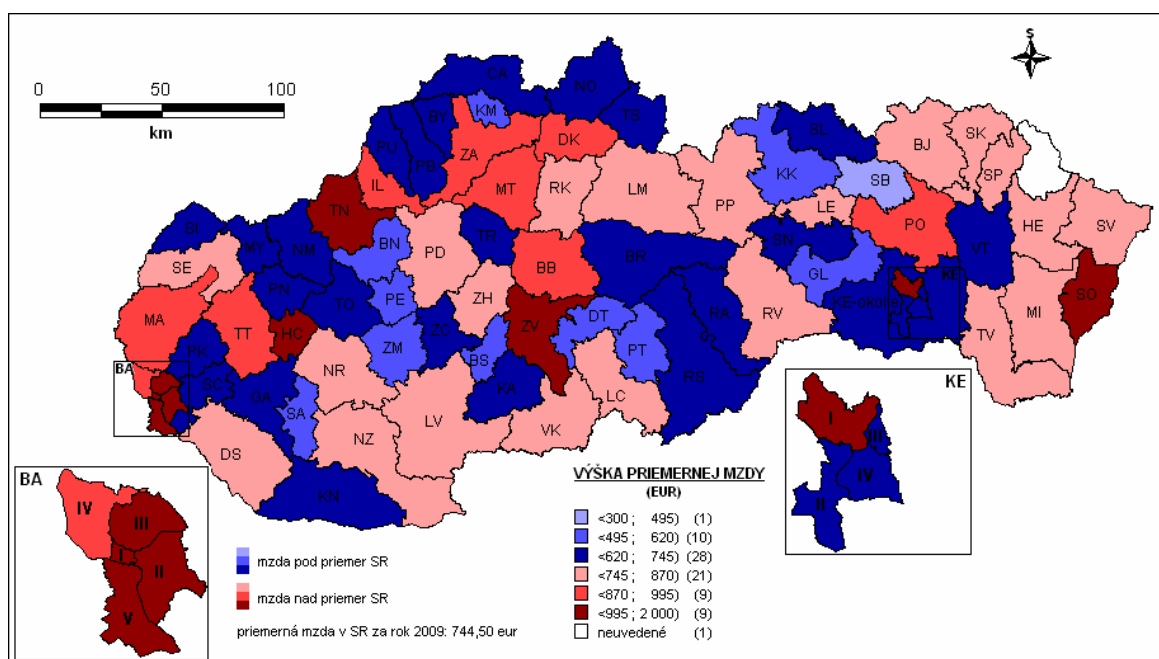 0 50 100
km
S
CA
NO
TS
BY
KM
PU
PB
ZA
DK
IL
MT
RK
LM
PP
KK
SL
SB
LE
BJ
SK
SP
PO
HE
SV
VT
SO
MI
TV
SN
GL
KE
KE-okolie
RV
TN
BN
PD
TR
BB
BR
RA
RS
SI
MY
NM
SE
PN
TO
PE
ZH
ZV
DT
PT
MA
TT
HC
ZM
ZC
BS
KA
LC
PK
SC
GA
SA
NR
LV
VK
NZ
DS
KN
BA
BA
IV
III
I
II
V
KE
I
III
IV
II
mzda pod priemer SR
mzda nad priemer SR
priemerná mzda v SR za rok 2009: 744,50 eur
VÝŠKA PRIEMERNEJ MZDY
(EUR)
<300 ; 495) (1)
<495 ; 620) (10)
<620 ; 745) (28)
<745 ; 870) (21)
<870 ; 995) (9)
<995 ; 2 000) (9)
neuvedené (1)